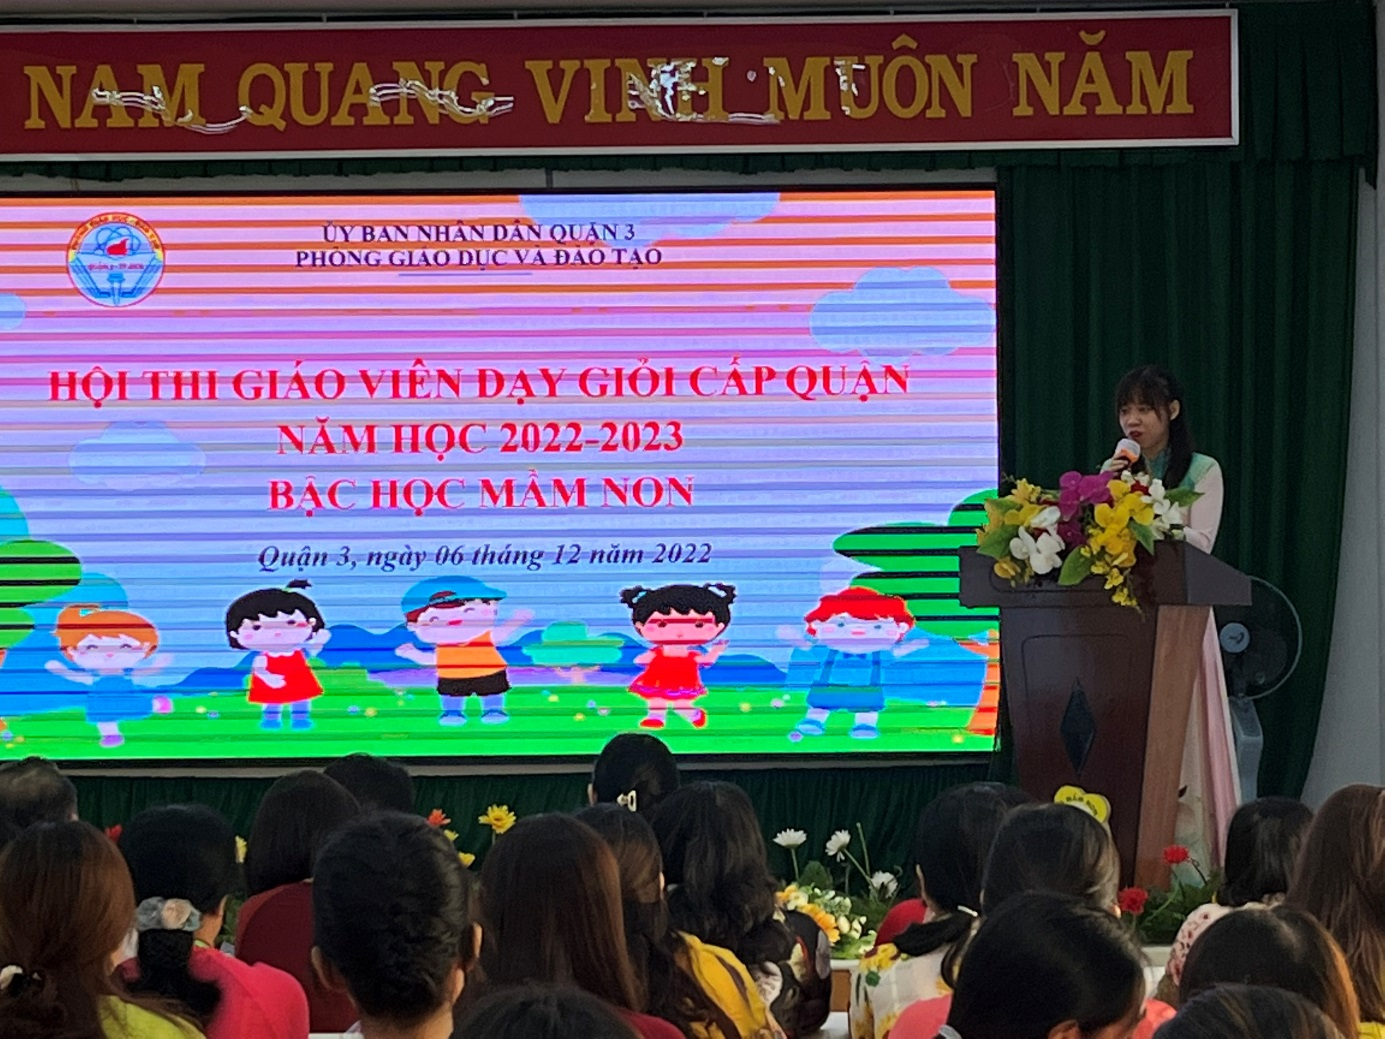 NAM QUANG VINH MUÔN NĂM
ỦY BAN NHÂN DÂN QUẬN 3
PHÒNG GIÁO DỤC VÀ ĐÀO TẠO
HỘI THI GIÁO VIÊN DẠY GIỎI CẤP QUẬN
NĂM HỌC 2022-2023
BẬC HỌC MẦM NON
Quận 3, ngày 06 tháng 12 năm 2022